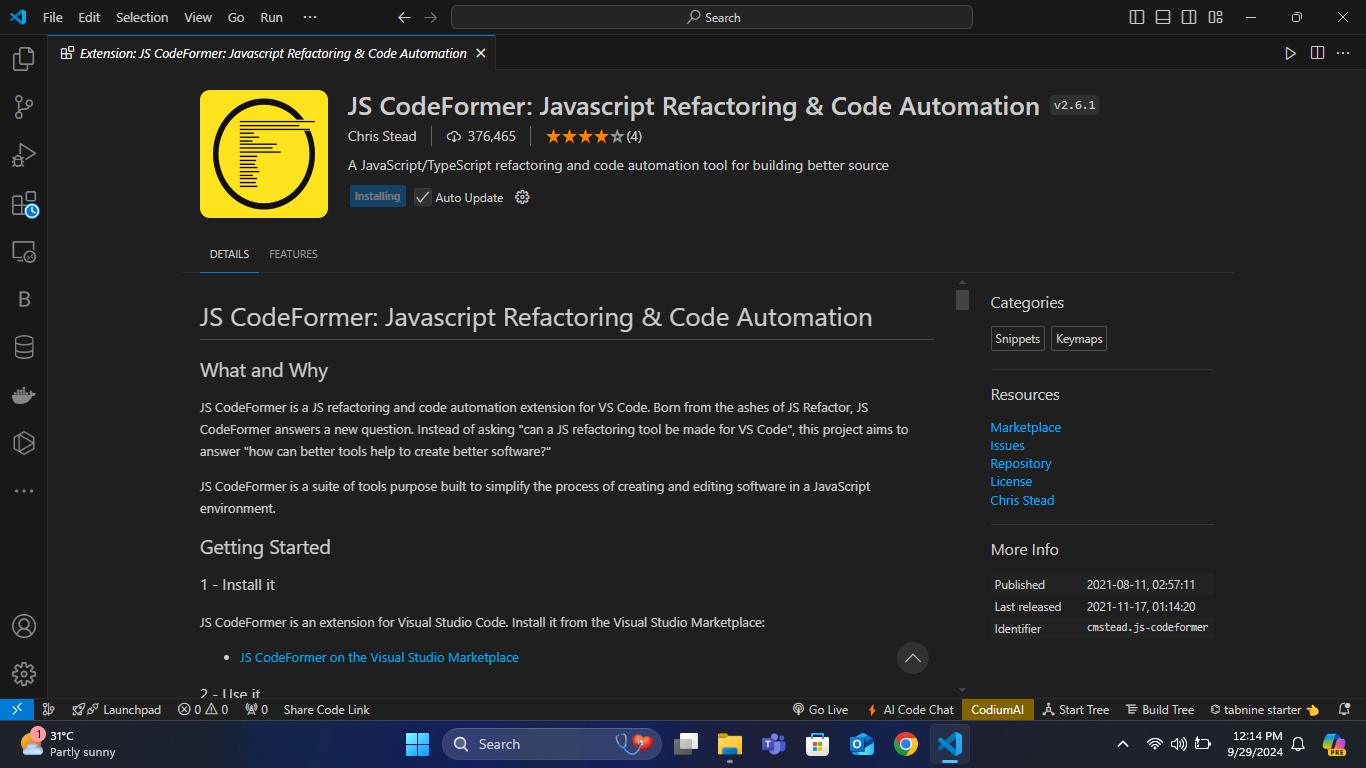 File Edit Selection View Go Run ···
Search
Extension: JS CodeFormer: Javascript Refactoring & Code Automation
JS CodeFormer: Javascript Refactoring & Code Automation v2.6.1
Chris Stead 376,465 (4)
A JavaScript/TypeScript refactoring and code automation tool for building better source
Installing Auto Update
DETAILS FEATURES
JS CodeFormer: Javascript Refactoring & Code Automation
What and Why
JS CodeFormer is a JS refactoring and code automation extension for VS Code. Born from the ashes of JS Refactor, JS
CodeFormer answers a new question. Instead of asking "can a JS refactoring tool be made for VS Code", this project aims to
answer "how can better tools help to create better software?"
JS CodeFormer is a suite of tools purpose built to simplify the process of creating and editing software in a JavaScript
environment.
Getting Started
1 - Install it
JS CodeFormer is an extension for Visual Studio Code. Install it from the Visual Studio Marketplace:
• JS CodeFormer on the Visual Studio Marketplace
2 - Use it
Categories
Snippets Keymaps
Resources
Marketplace
Issues
Repository
License
Chris Stead
More Info
Published 2021-08-11, 02:57:11
Last released 2021-11-17, 01:14:20
Identifier cmstead.js-codeformer
B
Launchpad 0 0 0 Share Code Link Go Live AI Code Chat CodiumAI Start Tree Build Tree tabnine starter
1 31°C
Partly sunny
Search
PRE
12:14 PM
9/29/2024